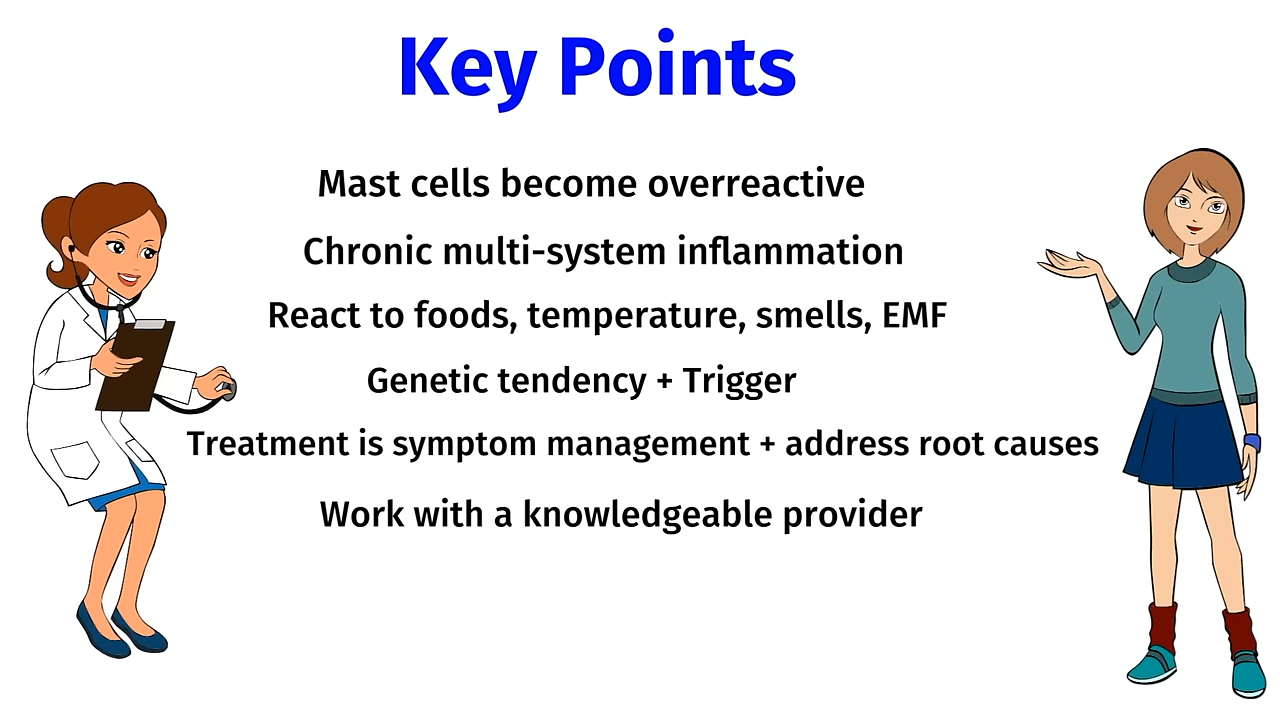 Key Points
Mast cells become overreactive
Chronic multi-system inflammation
React to foods, temperature, smells, EMF
Genetic tendency + Trigger
Treatment is symptom management + address root causes
Work with a knowledgeable provider